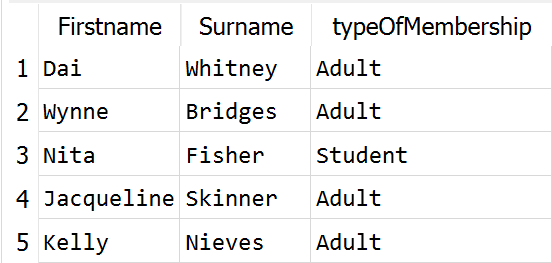 Firstname Surname typeOfMembership
1 Dai Whitney Adult
2 Wynne Bridges Adult
3 Nita Fisher Student
4 Jacqueline Skinner Adult
5 Kelly Nieves Adult